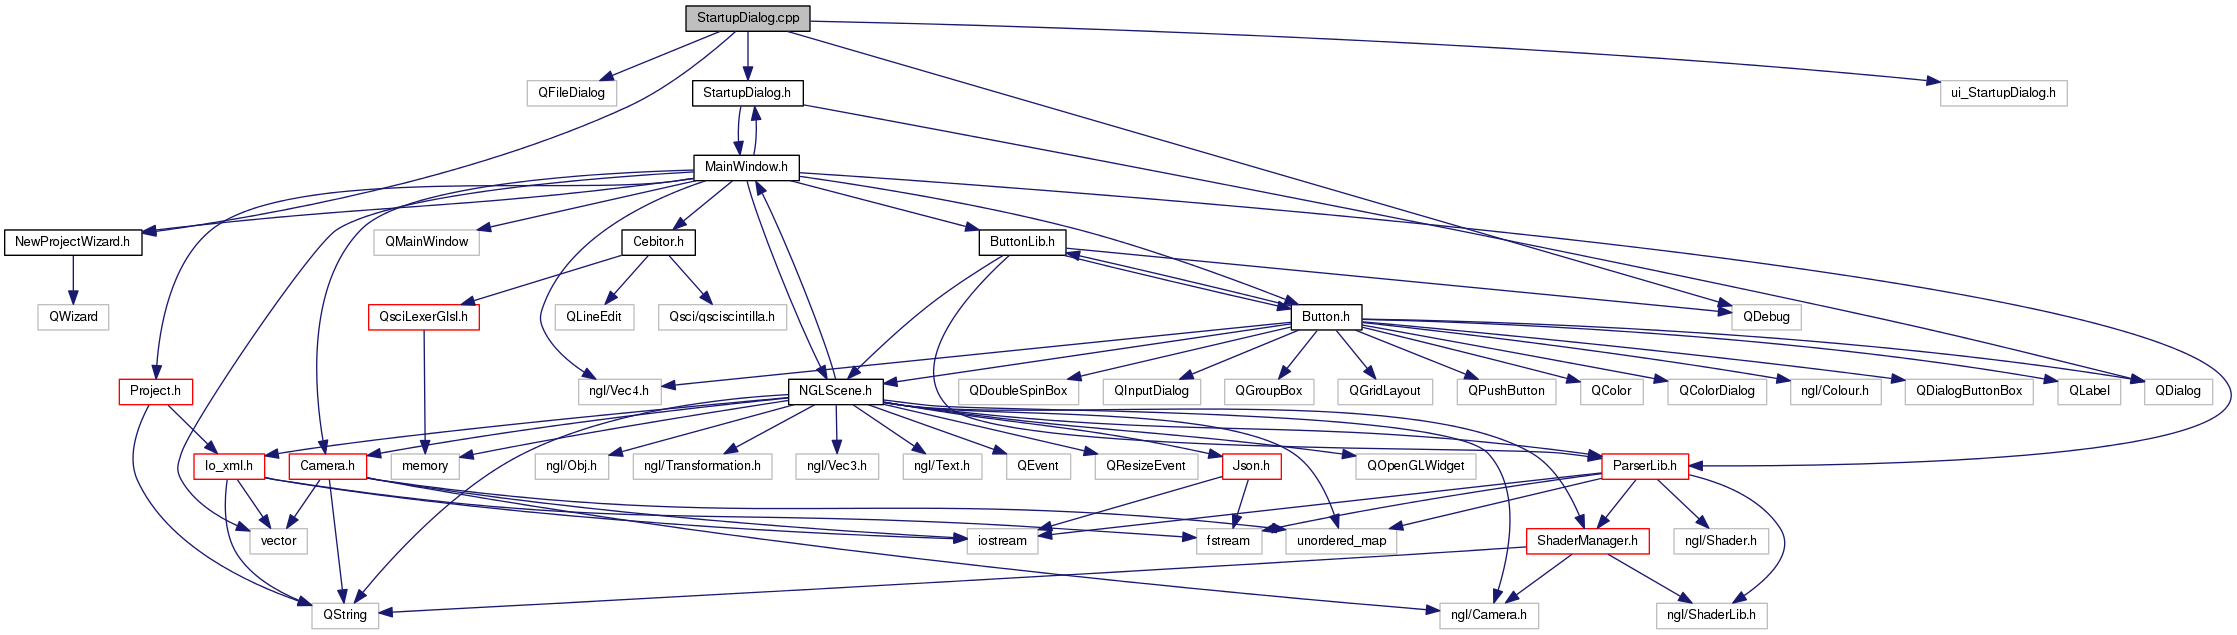 StartupDialog.cpp
QFileDialog
StartupDialog.h
ui_StartupDialog.h
MainWindow.h
NewProjectWizard.h
QMainWindow
Cebitor.h
ButtonLib.h
QWizard
QsciLexerGlsl.h
QLineEdit
Qsci/qsciscintilla.h
Button.h
QDebug
Project.h
ngl/Vec4.h
NGLScene.h
QDoubleSpinBox
QInputDialog
QGroupBox
QGridLayout
QPushButton
QColor
QColorDialog
ngl/Colour.h
QDialogButtonBox
QLabel
QDialog
Io_xml.h
Camera.h
memory
ngl/Obj.h
ngl/Transformation.h
ngl/Vec3.h
ngl/Text.h
QEvent
QResizeEvent
Json.h
QOpenGLWidget
ParserLib.h
vector
iostream
fstream
unordered_map
ShaderManager.h
ngl/Shader.h
QString
ngl/Camera.h
ngl/ShaderLib.h